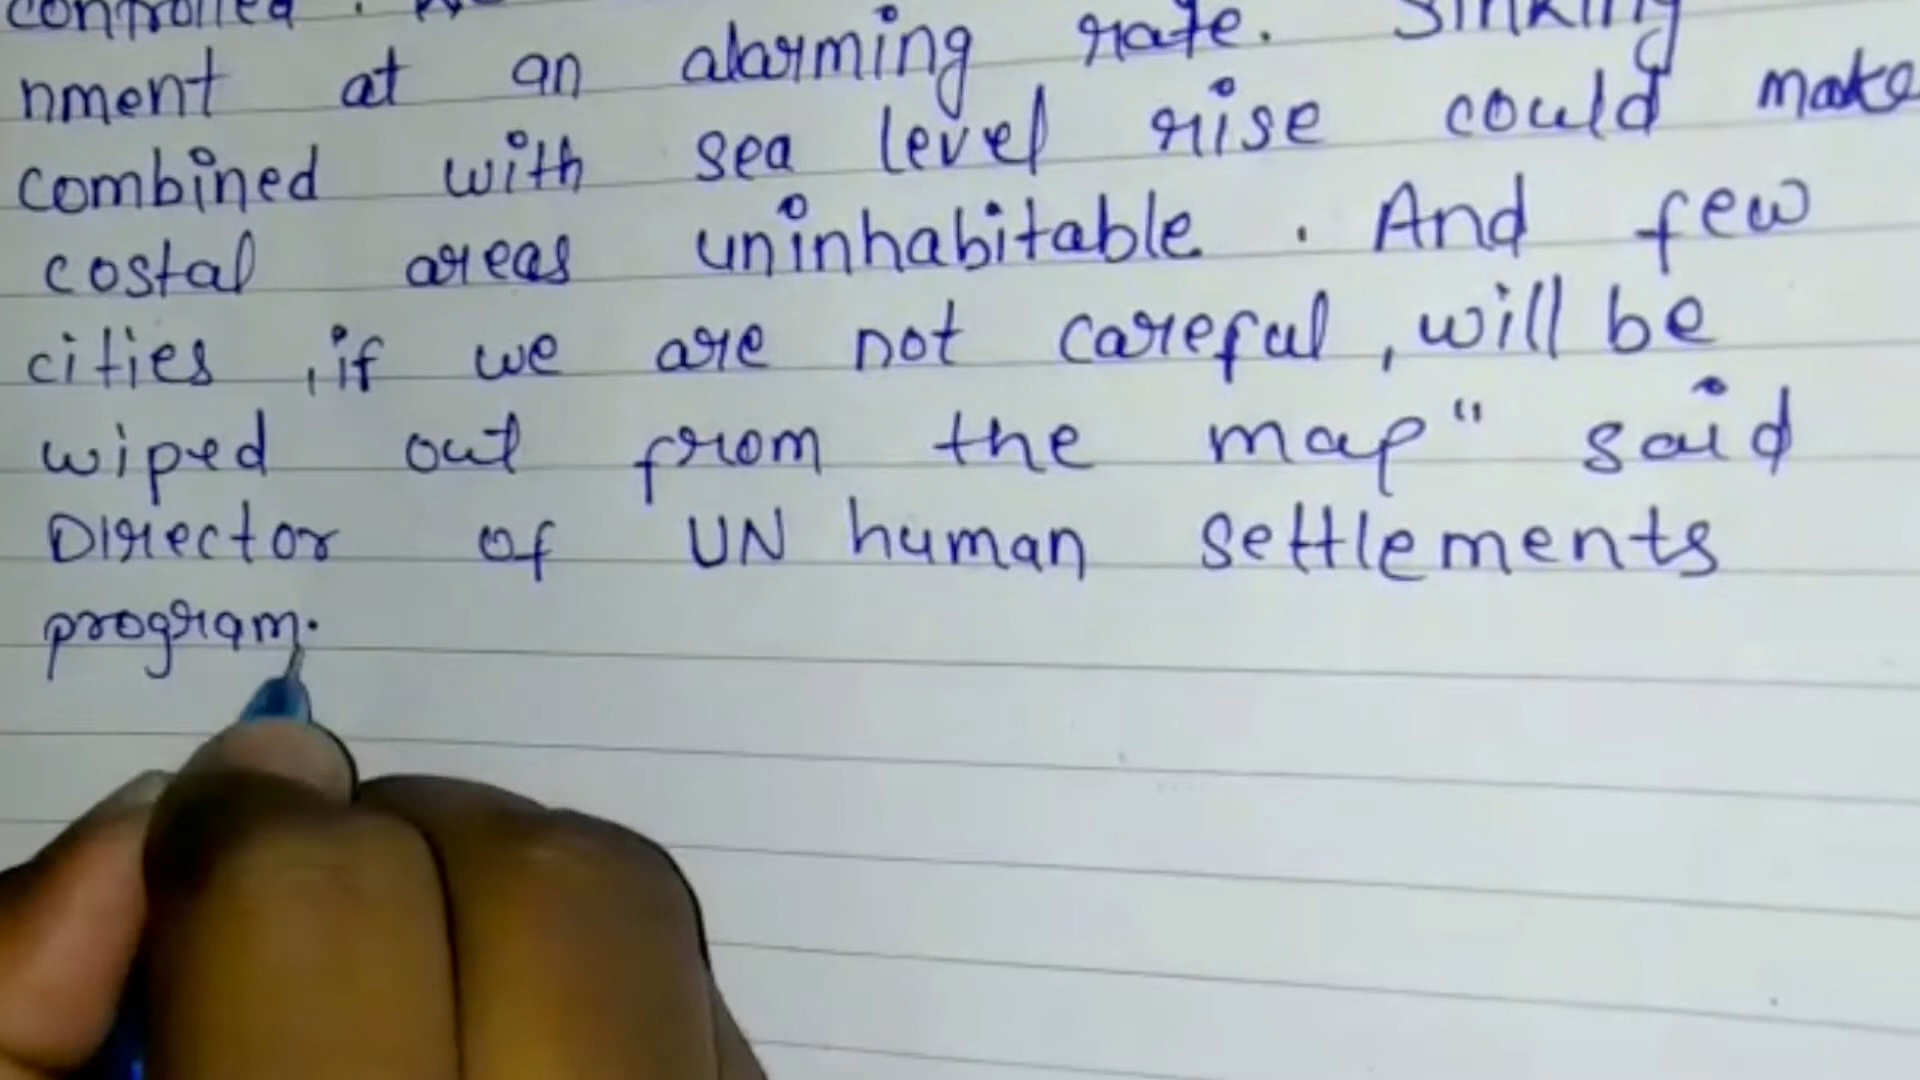 controlled.
nment at an alarming rate. Sinking
combined with sea level rise could make
costal areas uninhabitable. And few
cities, if we are not careful, will be
wiped out from the map" said
Director of UN human settlements
program.